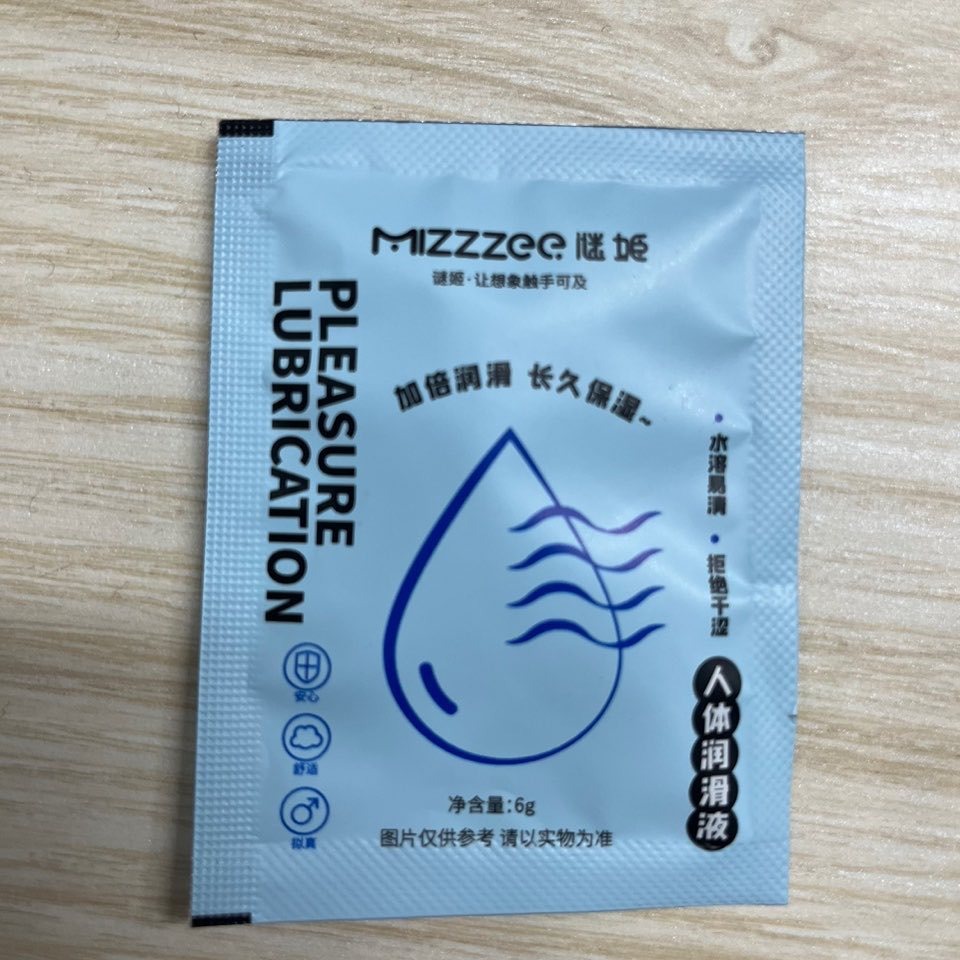 MIZZZEE 谜姬
谜姬·让想象触手可及
PLEASURE
LUBRICATION
加倍润滑 长久保湿~
·水溶易清 ·拒绝干涩
人体润滑液
安心
舒适
拟真
净含量:6g
图片仅供参考 请以实物为准